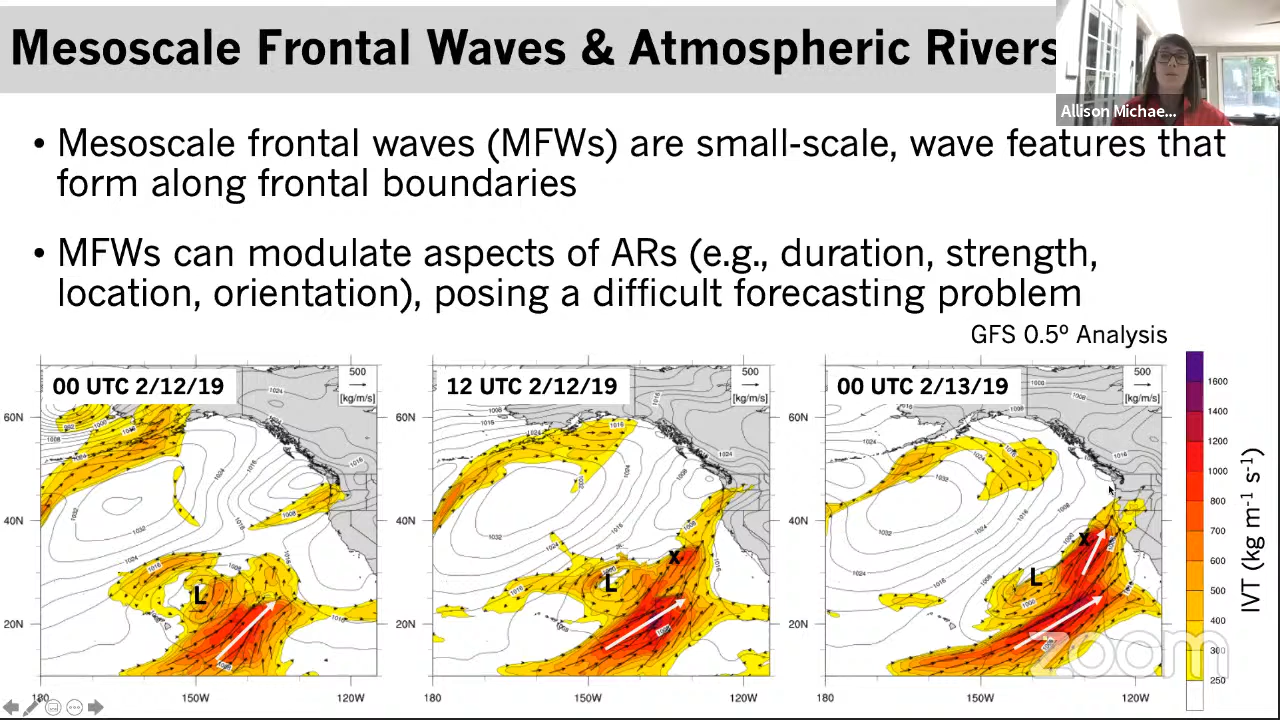 Mesoscale Frontal Waves & Atmospheric Rivers
Allison Michae...
• Mesoscale frontal waves (MFWs) are small-scale, wave features that
form along frontal boundaries
• MFWs can modulate aspects of ARs (e.g., duration, strength,
location, orientation), posing a difficult forecasting problem
GFS 0.5º Analysis
00 UTC 2/12/19
500
[kg/m/s]
60N
40N
20N
L
180
150W
120W
12 UTC 2/12/19
500
[kg/m/s]
60N
40N
20N
X
L
180
150W
120W
00 UTC 2/13/19
500
[kg/m/s]
60N
40N
20N
X
L
180
150W
120W
1600
1400
1200
1000
800
700
600
500
400
300
250
IVT (kg m-1 s-1)
zoom